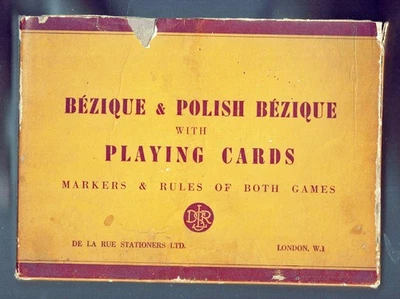 BÉZIQUE & POLISH BÉZIQUE
WITH
PLAYING CARDS
MARKERS & RULES OF BOTH GAMES
DLR
DE LA RUE STATIONERS LTD. LONDON, W.1